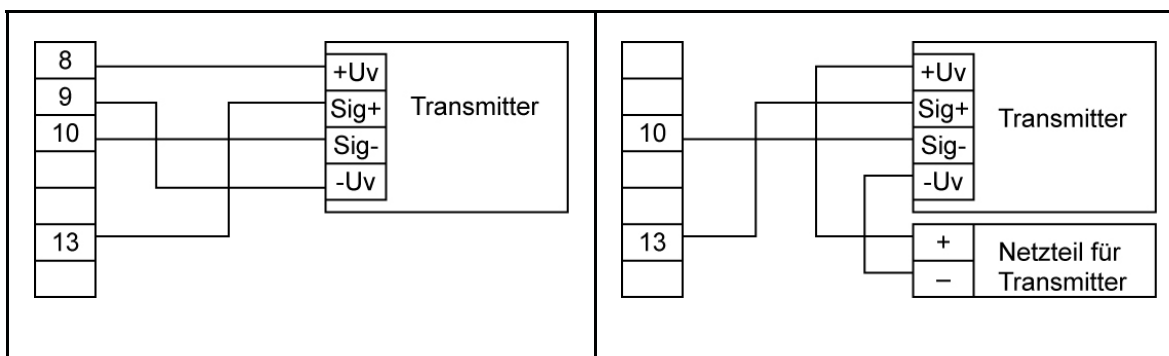 8
9
10
13
+Uv
Sig+
Sig-
-Uv
Transmitter
10
13
+Uv
Sig+
Sig-
-Uv
Transmitter
+
–
Netzteil für
Transmitter